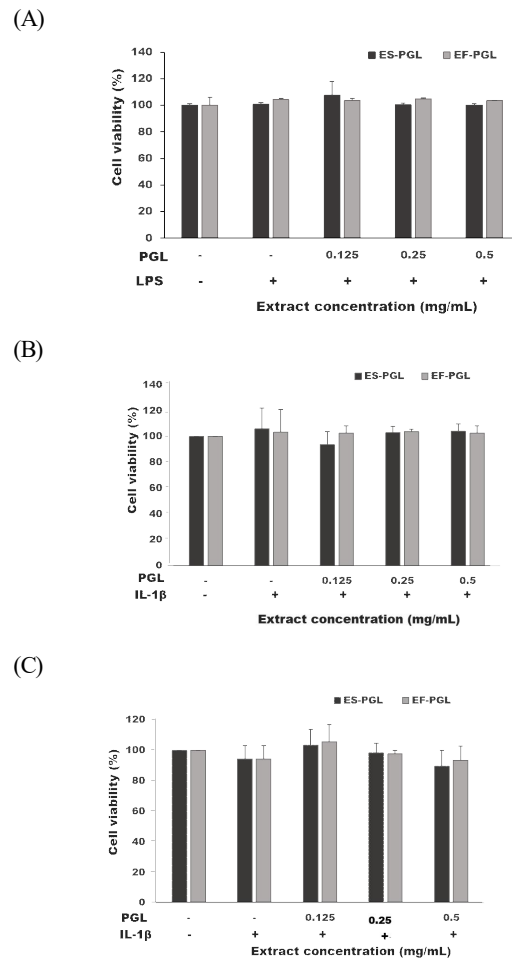 (A)
ES-PGL EF-PGL
140
120
100
80
60
40
20
0
Cell viability (%)
PGL - - 0.125 0.25 0.5
LPS - + + + +
Extract concentration (mg/mL)
(B)
ES-PGL EF-PGL
140
120
100
80
60
40
20
0
Cell viability (%)
PGL - - 0.125 0.25 0.5
IL-1β - + + + +
Extract concentration (mg/mL)
(C)
ES-PGL EF-PGL
120
100
80
60
40
20
0
Cell viability (%)
PGL - - 0.125 0.25 0.5
IL-1β - + + + +
Extract concentration (mg/mL)